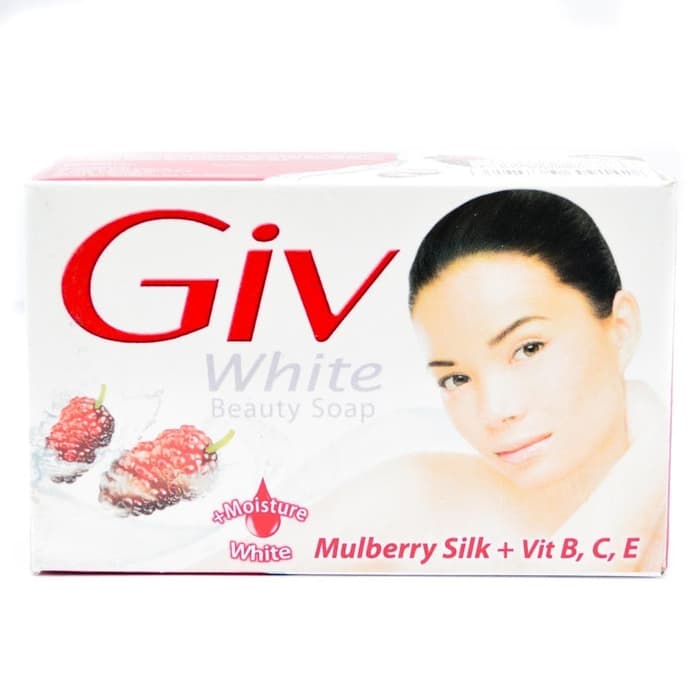 Giv
White
Beauty Soap
+Moisture
White
Mulberry Silk + Vit B, C, E